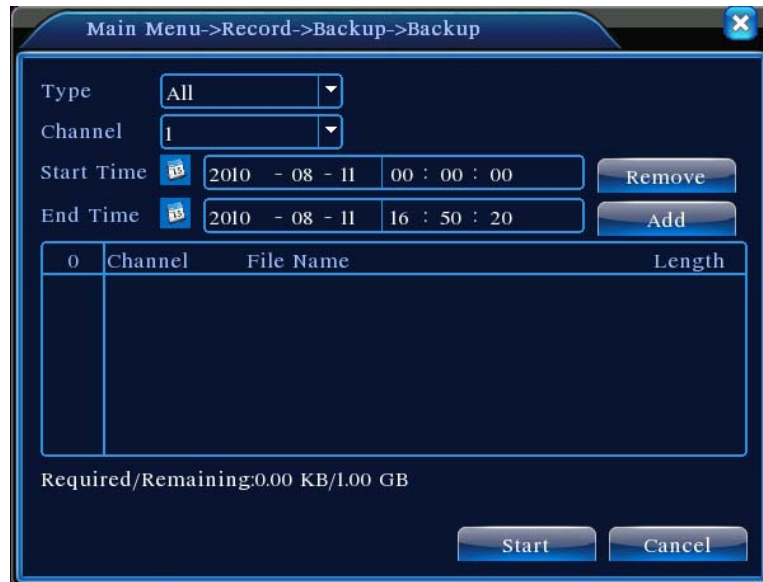 Main Menu->Record->Backup->Backup
Type All
Channel 1
Start Time 15 2010 - 08 - 11 00 : 00 : 00 Remove
End Time 15 2010 - 08 - 11 16 : 50 : 20 Add
0 Channel File Name Length
Required/Remaining:0.00 KB/1.00 GB
Start Cancel